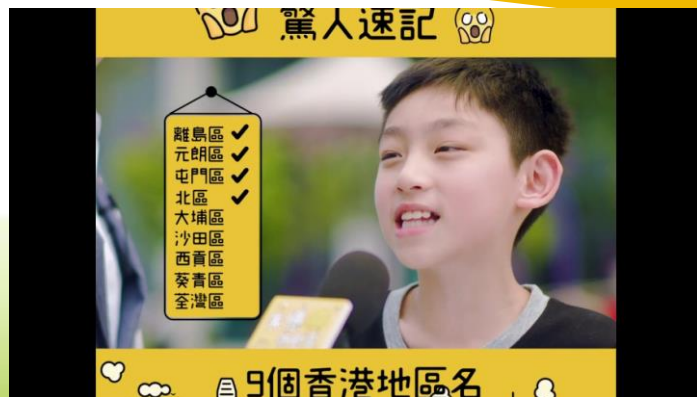 驚人速記
離島區 ✔
元朗區 ✔
屯門區 ✔
北區 ✔
大埔區
沙田區
西貢區
葵青區
荃灣區
9個香港地區名